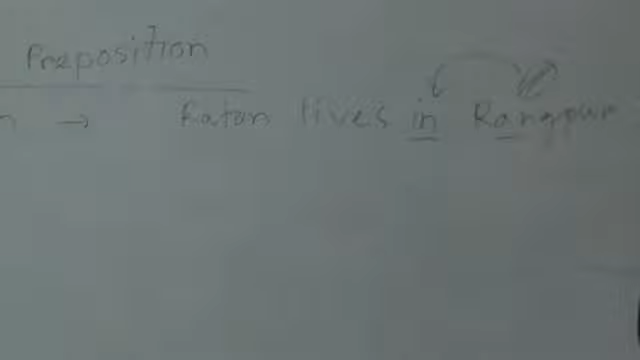 Preposition
n → Ratan lives in Rangpur